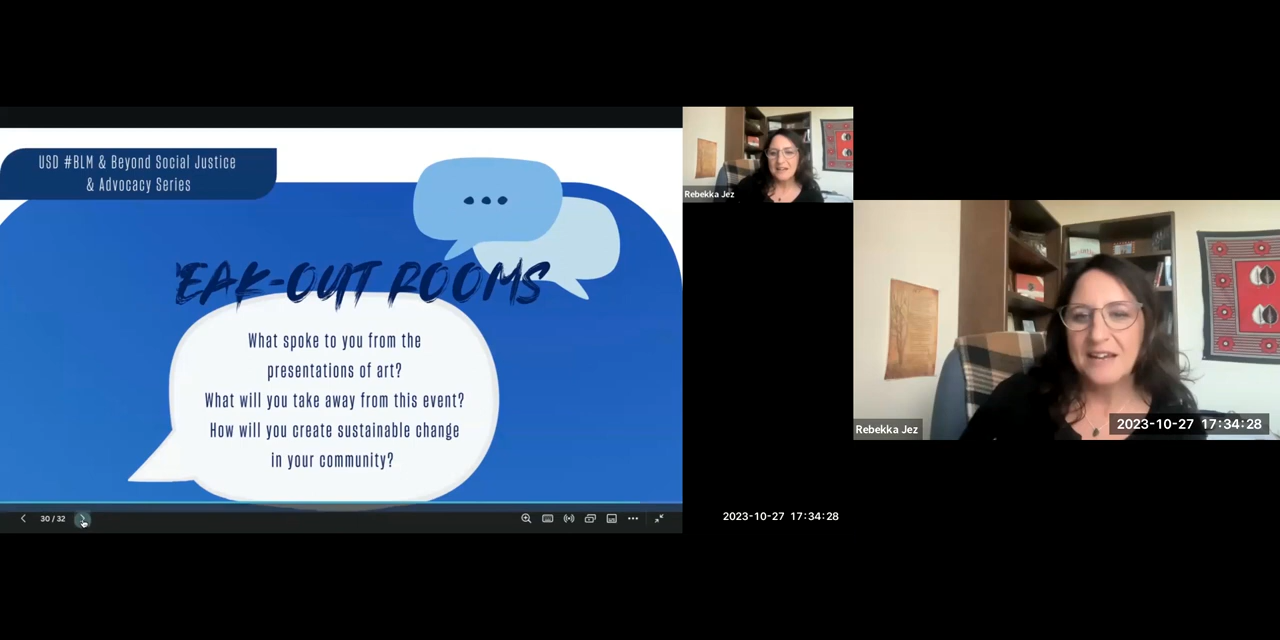 USD #BLM & Beyond Social Justice
& Advocacy Series
EAK-OUT ROOMS
What spoke to you from the
presentations of art?
What will you take away from this event?
How will you create sustainable change
in your community?
30 / 32
Rebekka Jez
2023-10-27 17:34:28
Rebekka Jez
2023-10-27 17:34:28